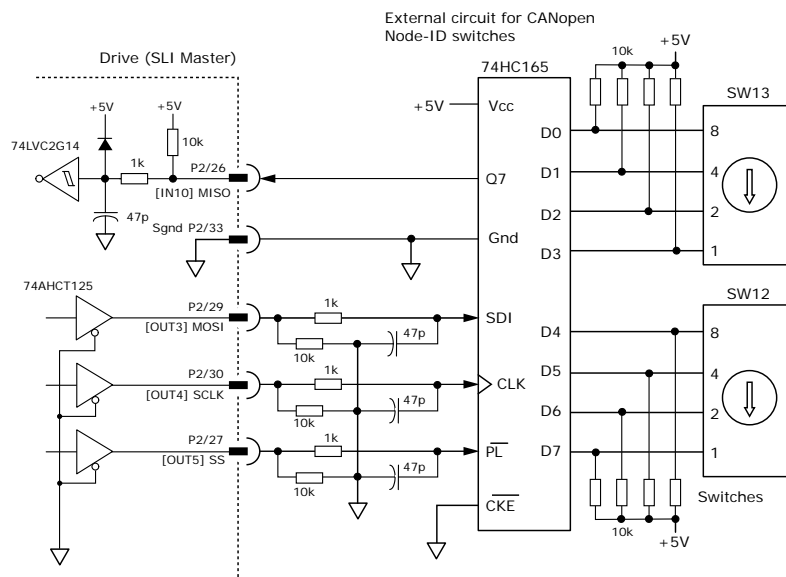 External circuit for CANopen
Node-ID switches
Drive (SLI Master)
74HC165
10k
+5V
SW13
+5V
Vcc
+5V
+5V
74LVC2G14
10k
1k
P2/26
[IN10] MISO
47p
Q7
D0
D1
D2
D3
8
4
2
1
Sgnd P2/33
Gnd
74AHCT125
P2/29
[OUT3] MOSI
1k
10k
47p
SDI
SW12
D4
D5
D6
D7
8
4
2
1
P2/30
[OUT4] SCLK
1k
10k
47p
CLK
P2/27
[OUT5] SS
1k
10k
47p
PL
CKE
Switches
10k
+5V